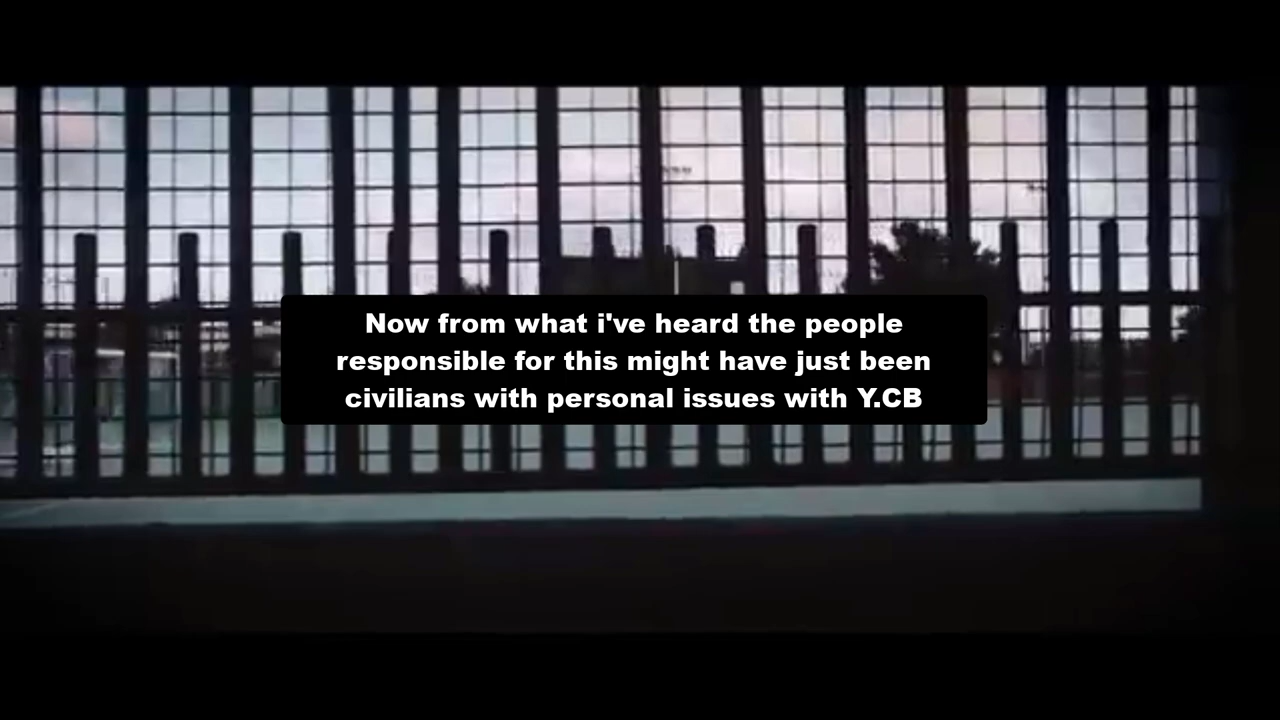 Now from what i've heard the people
responsible for this might have just been
civilians with personal issues with Y.CB